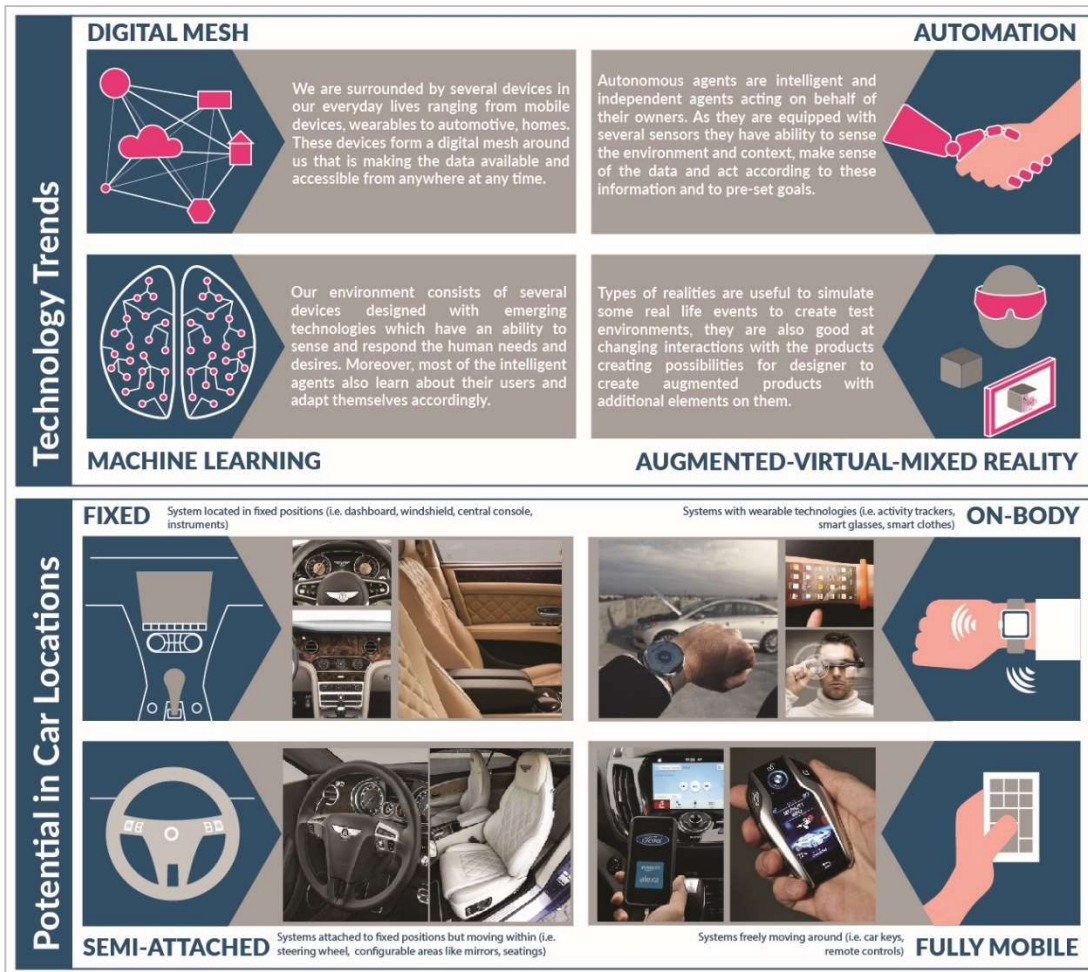 Technology Trends
DIGITAL MESH
We are surrounded by several devices in
our everyday lives ranging from mobile
devices, wearables to automotive, homes.
These devices form a digital mesh around
us that is making the data available and
accessible from anywhere at any time.
AUTOMATION
Autonomous agents are intelligent and
independent agents acting on behalf of
their owners. As they are equipped with
several sensors they have ability to sense
the environment and context, make sense
of the data and act according to these
information and to pre-set goals.
Our environment consists of several
devices designed with emerging
technologies which have an ability to
sense and respond the human needs and
desires. Moreover, most of the intelligent
agents also learn about their users and
adapt themselves accordingly.
MACHINE LEARNING
Types of realities are useful to simulate
some real life events to create test
environments, they are also good at
changing interactions with the products
creating possibilities for designer to
create augmented products with
additional elements on them.
AUGMENTED-VIRTUAL-MIXED REALITY
Potential in Car Locations
FIXED
System located in fixed positions (i.e. dashboard, windshield, central console,
instruments)
Systems with wearable technologies (i.e. activity trackers,
smart glasses, smart clothes)
ON-BODY
Ford
alexa
SEMI-ATTACHED
Systems attached to fixed positions but moving within (i.e.
steering wheel, configurable areas like mirrors, seatings)
Systems freely moving around (i.e. car keys,
remote controls)
FULLY MOBILE